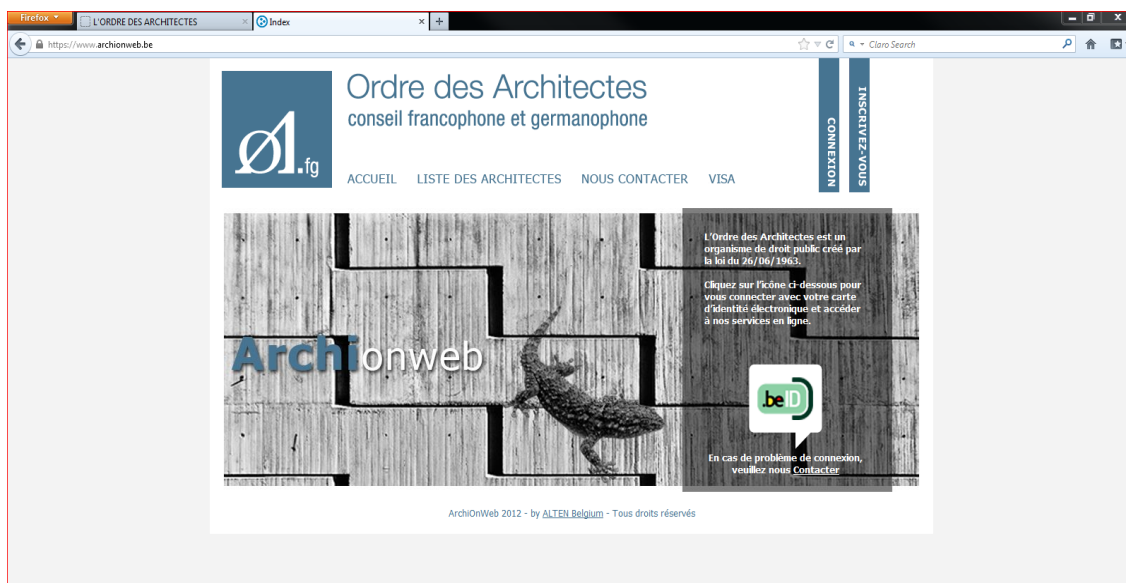 Firefox
L'ORDRE DES ARCHITECTES
Index
https://www.archionweb.be
Claro Search
Ordre des Architectes
conseil francophone et germanophone
.fg
ACCUEIL LISTE DES ARCHITECTES NOUS CONTACTER VISA
CONNEXION
INSCRIVEZ-VOUS
L'Ordre des Architectes est un
organisme de droit public créé par
la loi du 26/06/1963.
Cliquez sur l'icône ci-dessous pour
vous connecter avec votre carte
d'identité électronique et accéder
à nos services en ligne.
Archionweb
.beID
En cas de problème de connexion,
veuillez nous Contacter
ArchiOnWeb 2012 - by ALTEN Belgium - Tous droits réservés